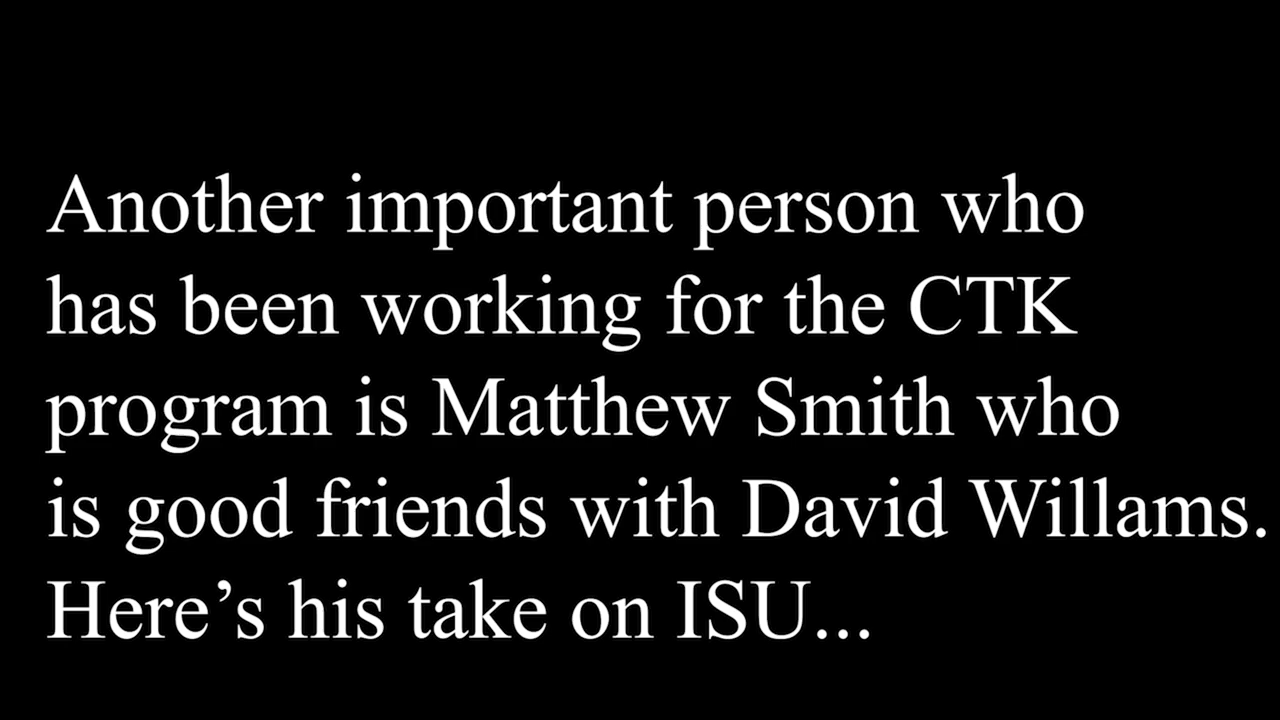 Another important person who
has been working for the CTK
program is Matthew Smith who
is good friends with David Willams.
Here’s his take on ISU...